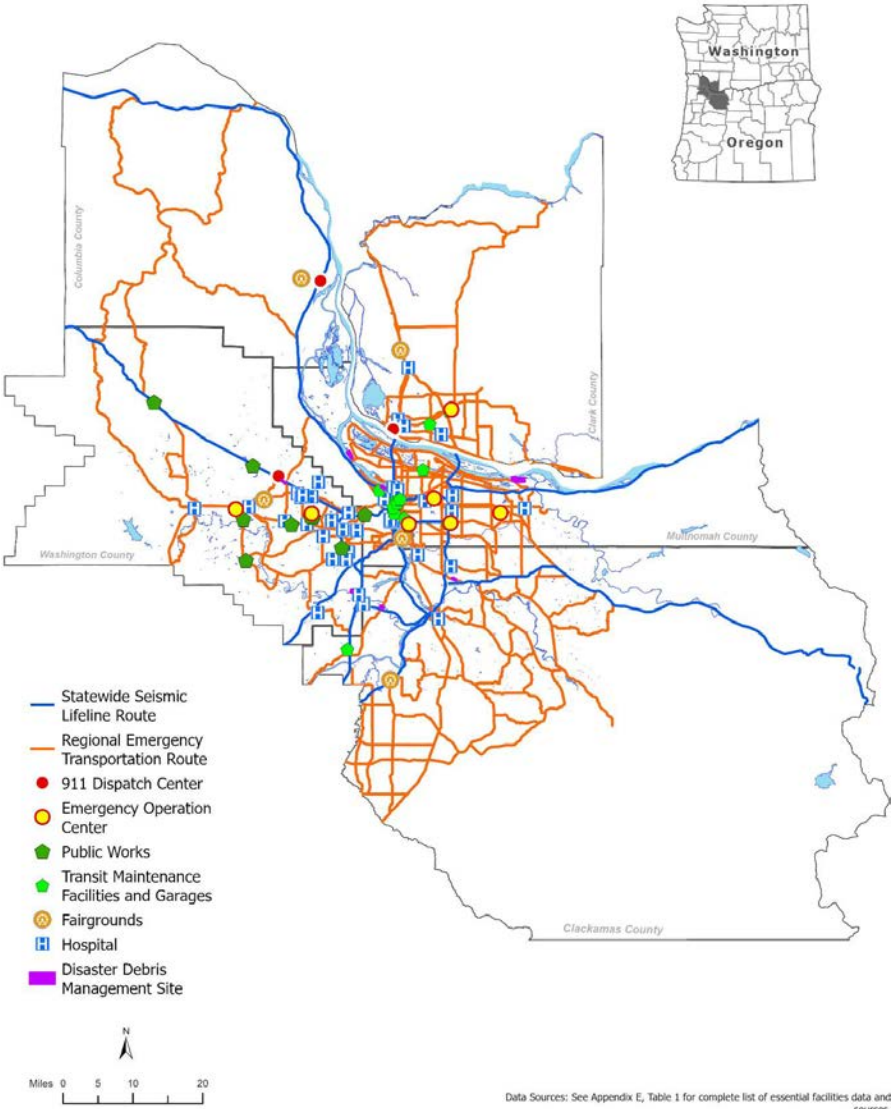 Washington
Oregon
Columbia County
Clark County
Washington County
Multnomah County
Clackamas County
Statewide Seismic
Lifeline Route
Regional Emergency
Transportation Route
911 Dispatch Center
Emergency Operation
Center
Public Works
Transit Maintenance
Facilities and Garages
Fairgrounds
H Hospital
Disaster Debris
Management Site
N
Miles 0 5 10 20
Data Sources: See Appendix E, Table 1 for complete list of essential facilities data and